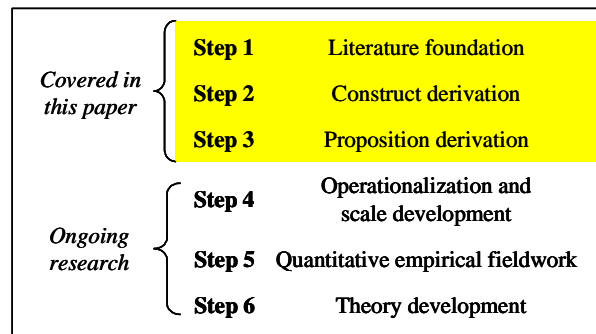 Covered in
this paper
Step 1 Literature foundation
Step 2 Construct derivation
Step 3 Proposition derivation
Ongoing
research
Step 4 Operationalization and
scale development
Step 5 Quantitative empirical fieldwork
Step 6 Theory development